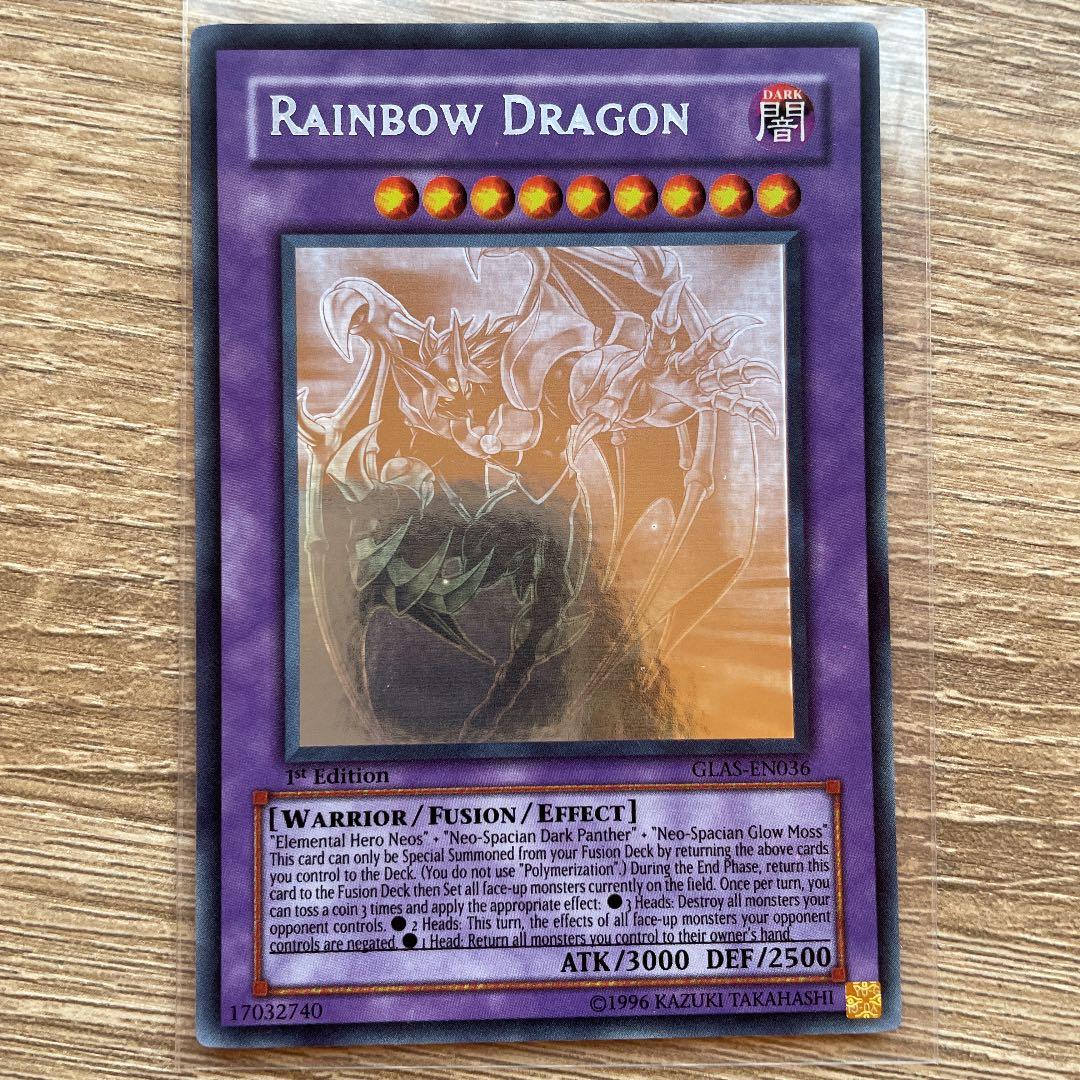 RAINBOW DRAGON
DARK
闇
1st Edition
GLAS-EN036
[WARRIOR/FUSION/EFFECT]
"Elemental Hero Neos" + "Neo-Spacian Dark Panther" + "Neo-Spacian Glow Moss"
This card can only be Special Summoned from your Fusion Deck by returning the above cards
you control to the Deck. (You do not use "Polymerization".) During the End Phase, return this
card to the Fusion Deck then Set all face-up monsters currently on the field. Once per turn, you
can toss a coin 3 times and apply the appropriate effect: ● 3 Heads: Destroy all monsters your
opponent controls. ● 2 Heads: This turn, the effects of all face-up monsters your opponent
controls are negated. ● 1 Head: Return all monsters you control to their owner's hand.
ATK/3000 DEF/2500
17032740
©1996 KAZUKI TAKAHASHI